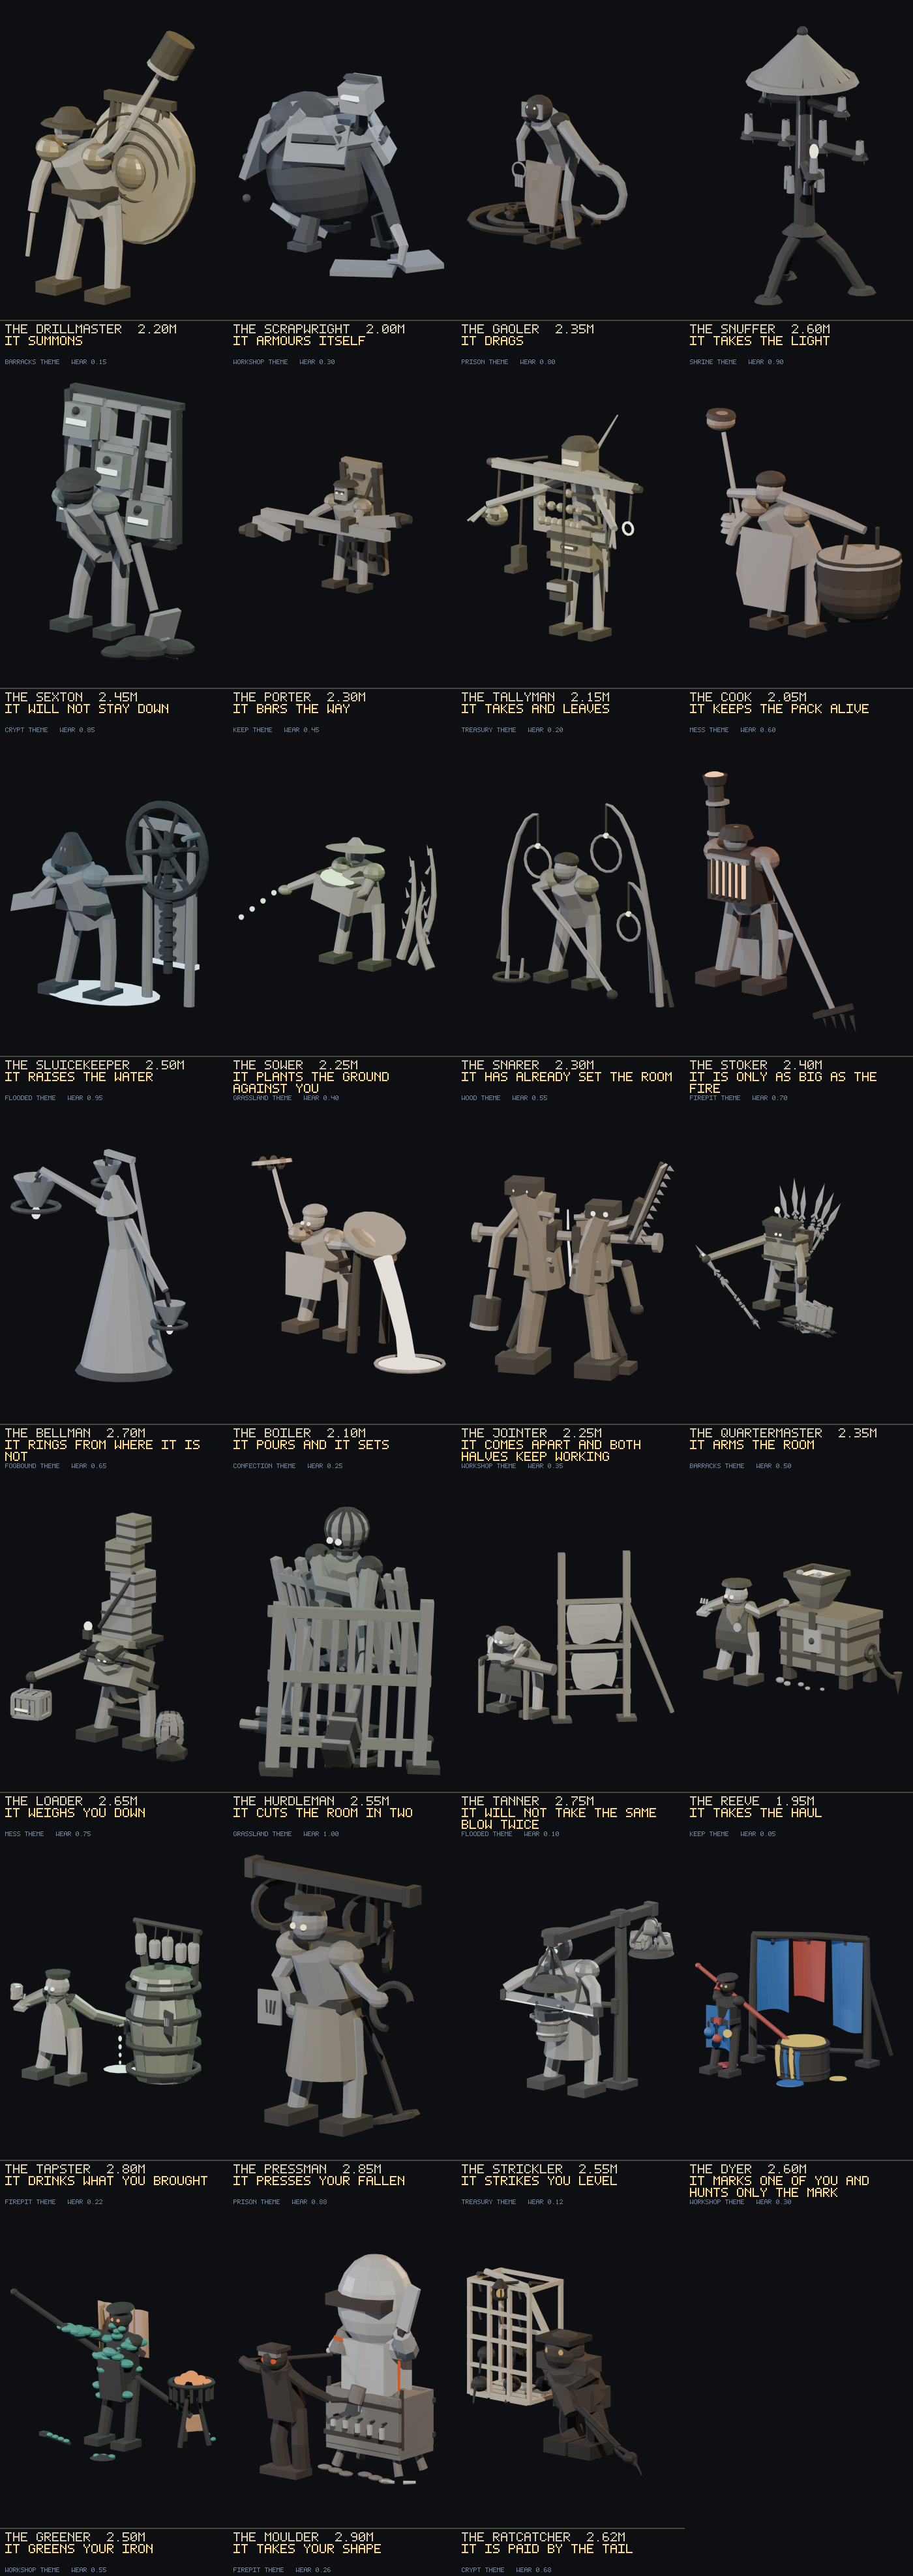 THE DRILLMASTER 2.20M
IT SUMMONS
BARRACKS THEME WEAR 0.15
THE SCRAPWRIGHT 2.00M
IT ARMOURS ITSELF
WORKSHOP THEME WEAR 0.30
THE GAOLER 2.35M
IT DRAGS
PRISON THEME WEAR 0.80
THE SNUFFER 2.60M
IT TAKES THE LIGHT
SHRINE THEME WEAR 0.90
THE SEXTON 2.45M
IT WILL NOT STAY DOWN
CRYPT THEME WEAR 0.85
THE PORTER 2.30M
IT BARS THE WAY
KEEP THEME WEAR 0.45
THE TALLYMAN 2.15M
IT TAKES AND LEAVES
TREASURY THEME WEAR 0.20
THE COOK 2.05M
IT KEEPS THE PACK ALIVE
MESS THEME WEAR 0.60
THE SLUICEKEEPER 2.50M
IT RAISES THE WATER
FLOODED THEME WEAR 0.95
THE SOWER 2.25M
IT PLANTS THE GROUND
AGAINST YOU
GRASSLAND THEME WEAR 0.40
THE SNARER 2.30M
IT HAS ALREADY SET THE ROOM
WOOD THEME WEAR 0.55
THE STOKER 2.40M
IT IS ONLY AS BIG AS THE
FIRE
FIREPIT THEME WEAR 0.70
THE BELLMAN 2.70M
IT RINGS FROM WHERE IT IS
NOT
FOGBOUND THEME WEAR 0.65
THE BOILER 2.10M
IT POURS AND IT SETS
CONFECTION THEME WEAR 0.25
THE JOINTER 2.25M
IT COMES APART AND BOTH
HALVES KEEP WORKING
WORKSHOP THEME WEAR 0.35
THE QUARTERMASTER 2.35M
IT ARMS THE ROOM
BARRACKS THEME WEAR 0.50
THE LOADER 2.65M
IT WEIGHS YOU DOWN
MESS THEME WEAR 0.75
THE HURDLEMAN 2.55M
IT CUTS THE ROOM IN TWO
GRASSLAND THEME WEAR 1.00
THE TANNER 2.75M
IT WILL NOT TAKE THE SAME
BLOW TWICE
FLOODED THEME WEAR 0.10
THE REEVE 1.95M
IT TAKES THE HAUL
KEEP THEME WEAR 0.05
THE TAPSTER 2.80M
IT DRINKS WHAT YOU BROUGHT
FIREPIT THEME WEAR 0.22
THE PRESSMAN 2.85M
IT PRESSES YOUR FALLEN
PRISON THEME WEAR 0.88
THE STRICKLER 2.55M
IT STRIKES YOU LEVEL
TREASURY THEME WEAR 0.12
THE DYER 2.60M
IT MARKS ONE OF YOU AND
HUNTS ONLY THE MARK
WORKSHOP THEME WEAR 0.30
THE GREENER 2.50M
IT GREENS YOUR IRON
WORKSHOP THEME WEAR 0.55
THE MOULDER 2.90M
IT TAKES YOUR SHAPE
FIREPIT THEME WEAR 0.26
THE RATCATCHER 2.62M
IT IS PAID BY THE TAIL
CRYPT THEME WEAR 0.68